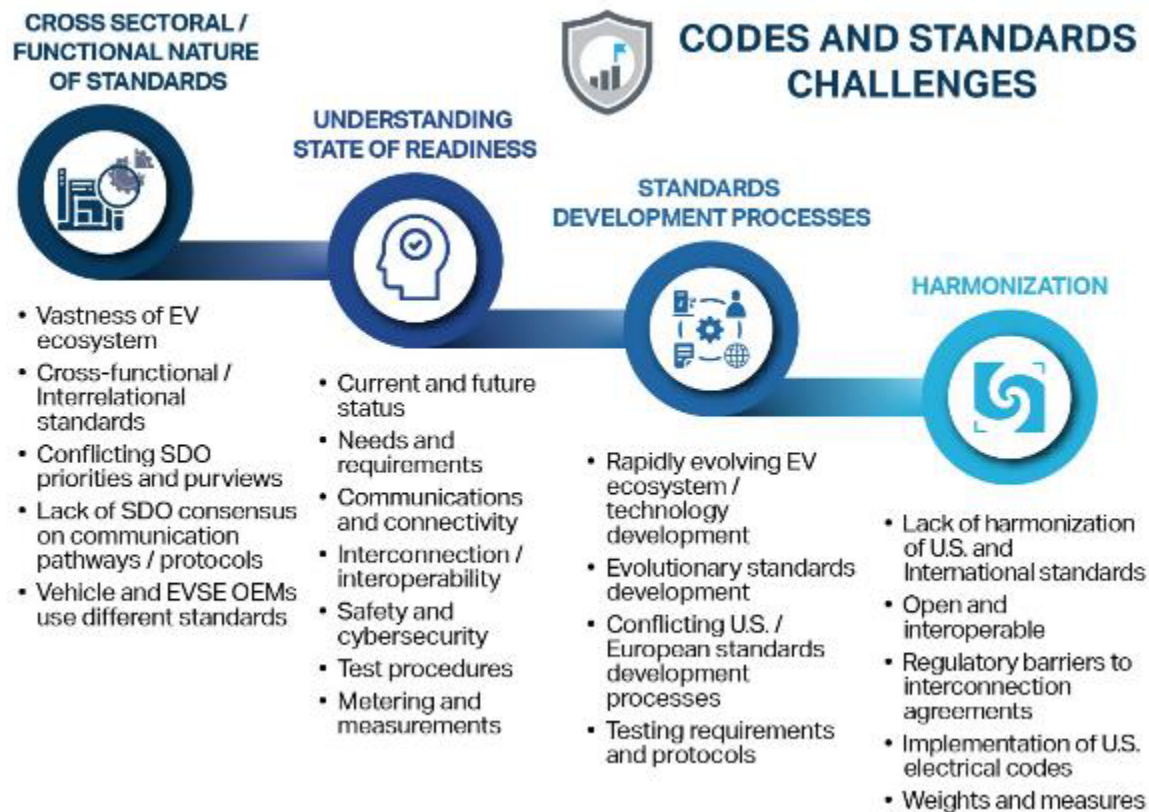 CODES AND STANDARDS
CHALLENGES
CROSS SECTORAL /
FUNCTIONAL NATURE
OF STANDARDS
• Vastness of EV
ecosystem
• Cross-functional /
Interrelational
standards
• Conflicting SDO
priorities and purviews
• Lack of SDO consensus
on communication
pathways / protocols
• Vehicle and EVSE OEMs
use different standards
UNDERSTANDING
STATE OF READINESS
• Current and future
status
• Needs and
requirements
• Communications
and connectivity
• Interconnection /
interoperability
• Safety and
cybersecurity
• Test procedures
• Metering and
measurements
STANDARDS
DEVELOPMENT PROCESSES
• Rapidly evolving EV
ecosystem /
technology
development
• Evolutionary standards
development
• Conflicting U.S. /
European standards
development
processes
• Testing requirements
and protocols
HARMONIZATION
• Lack of harmonization
of U.S. and
International standards
• Open and
interoperable
• Regulatory barriers to
interconnection
agreements
• Implementation of U.S.
electrical codes
• Weights and measures